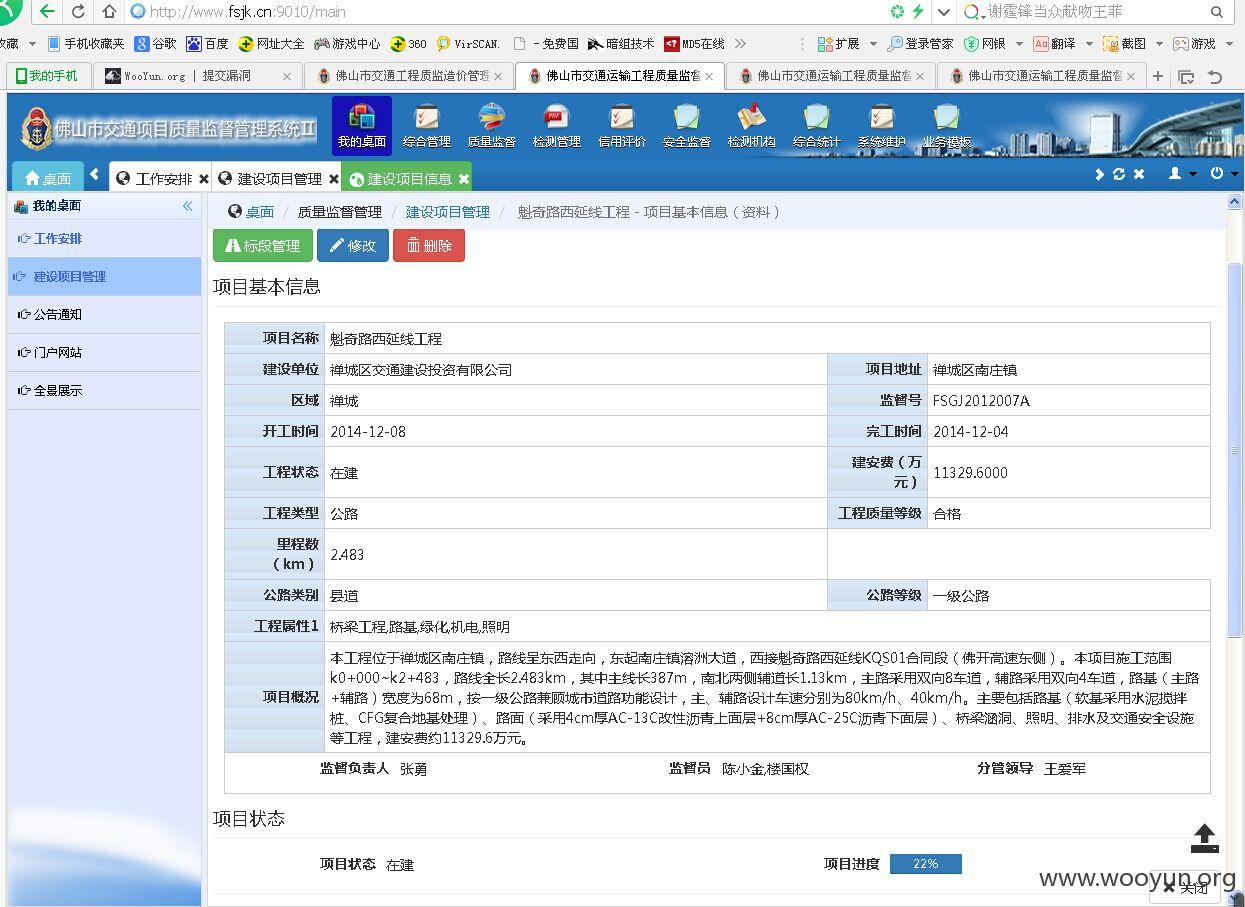 http://www.fsjk.cn:9010/main
谢霆锋当众献吻王菲
收藏 手机收藏夹 谷歌 百度 网址大全 游戏中心 360 VirSCAN. - 免费国 暗组技术 MD5在线 扩展 登录管家 网银 翻译 截图 游戏
我的手机 WooYun.org | 提交漏洞 佛山市交通工程质监造价管理 佛山市交通运输工程质量监督 佛山市交通运输工程质量监督 佛山市交通运输工程质量监督
佛山市交通项目质量监督管理系统II
我的桌面 综合管理 质量监督 检测管理 信用评价 安全监督 检测机构 综合统计 系统维护 业务模板
桌面 工作安排 建设项目管理 建设项目信息
我的桌面
工作安排
建设项目管理
公告通知
门户网站
全景展示
桌面 / 质量监督管理 / 建设项目管理 / 魁奇路西延线工程 - 项目基本信息（资料）
标段管理 修改 删除
项目基本信息
项目名称 魁奇路西延线工程
建设单位 禅城区交通建设投资有限公司 项目地址 禅城区南庄镇
区域 禅城 监督号 FSGJ2012007A
开工时间 2014-12-08 完工时间 2014-12-04
工程状态 在建 建安费（万元） 11329.6000
工程类型 公路 工程质量等级 合格
里程数（km） 2.483
公路类别 县道 公路等级 一级公路
工程属性1 桥梁工程,路基,绿化,机电,照明
项目概况
本工程位于禅城区南庄镇，路线呈东西走向，东起南庄镇溶洲大道，西接魁奇路西延线KQS01合同段（佛开高速东侧）。本项目施工范围
k0+000~k2+483，路线全长2.483km，其中主线长387m，南北两侧辅道长1.13km，主路采用双向8车道，辅路采用双向4车道，路基（主路
+辅路）宽度为68m，按一级公路兼顾城市道路功能设计，主、辅路设计车速分别为80km/h、40km/h。主要包括路基（软基采用水泥搅拌
桩、CFG复合地基处理）、路面（采用4cm厚AC-13C改性沥青上面层+8cm厚AC-25C沥青下面层）、桥梁涵洞、照明、排水及交通安全设施
等工程，建安费约11329.6万元。
监督负责人 张勇 监督员 陈小金,楼国权 分管领导 王爱军
项目状态
项目状态 在建 项目进度 22%
www.wooyun.org
关闭